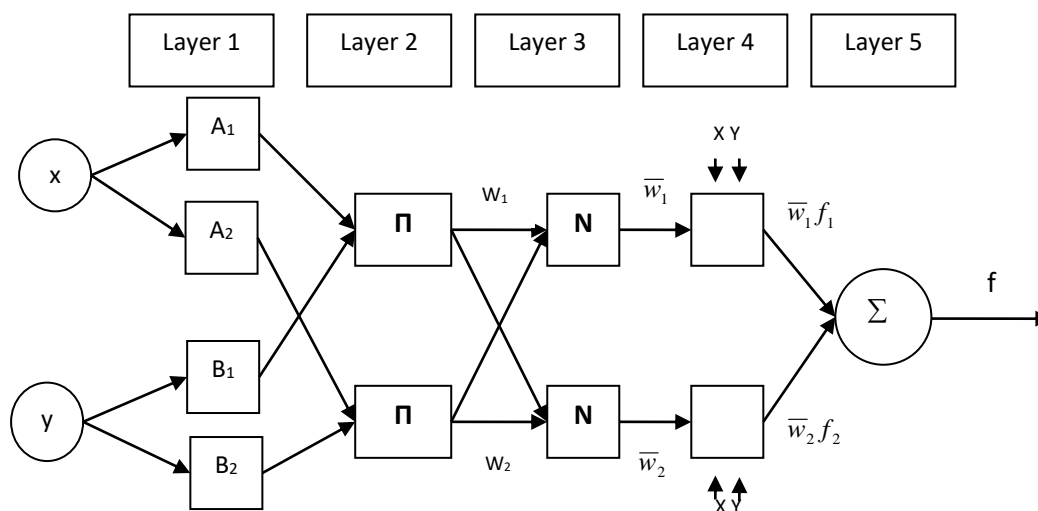 Layer 1 Layer 2 Layer 3 Layer 4 Layer 5
A₁
X Y
x
W₁
w̅₁
A₂
Π
N
w̅₁f₁
f
Σ
B₁
y
Π
N
w̅₂f₂
B₂
W₂
w̅₂
X Y